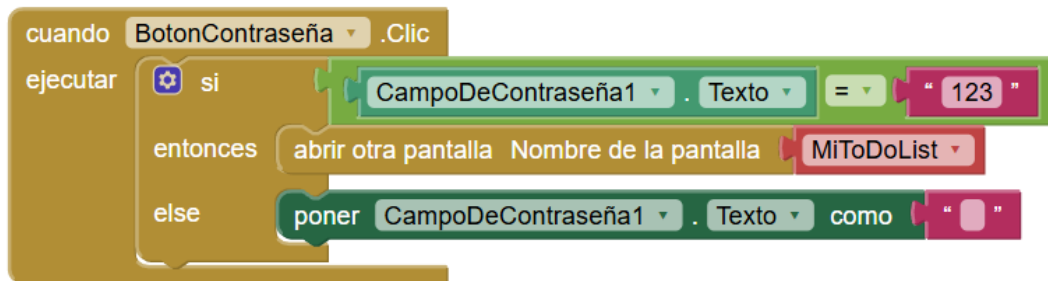 cuando BotonContraseña .Clic
ejecutar si CampoDeContraseña1 . Texto = " 123 "
entonces abrir otra pantalla Nombre de la pantalla MiToDoList
else poner CampoDeContraseña1 . Texto como " "